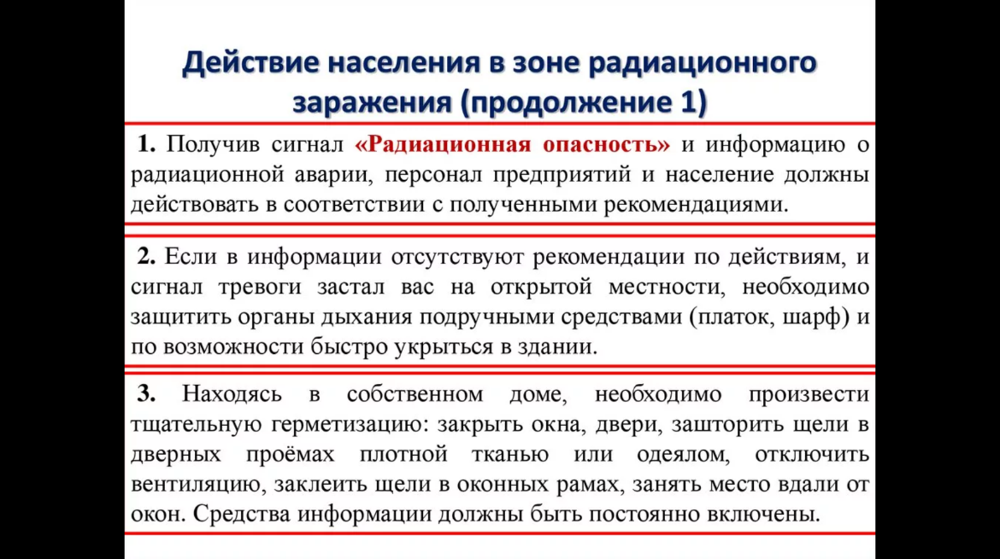 Действие населения в зоне радиационного
заражения (продолжение 1)
1. Получив сигнал «Радиационная опасность» и информацию о
радиационной аварии, персонал предприятий и население должны
действовать в соответствии с полученными рекомендациями.
2. Если в информации отсутствуют рекомендации по действиям, и
сигнал тревоги застал вас на открытой местности, необходимо
защитить органы дыхания подручными средствами (платок, шарф) и
по возможности быстро укрыться в здании.
3. Находясь в собственном доме, необходимо произвести
тщательную герметизацию: закрыть окна, двери, зашторить щели в
дверных проёмах плотной тканью или одеялом, отключить
вентиляцию, заклеить щели в оконных рамах, занять место вдали от
окон. Средства информации должны быть постоянно включены.